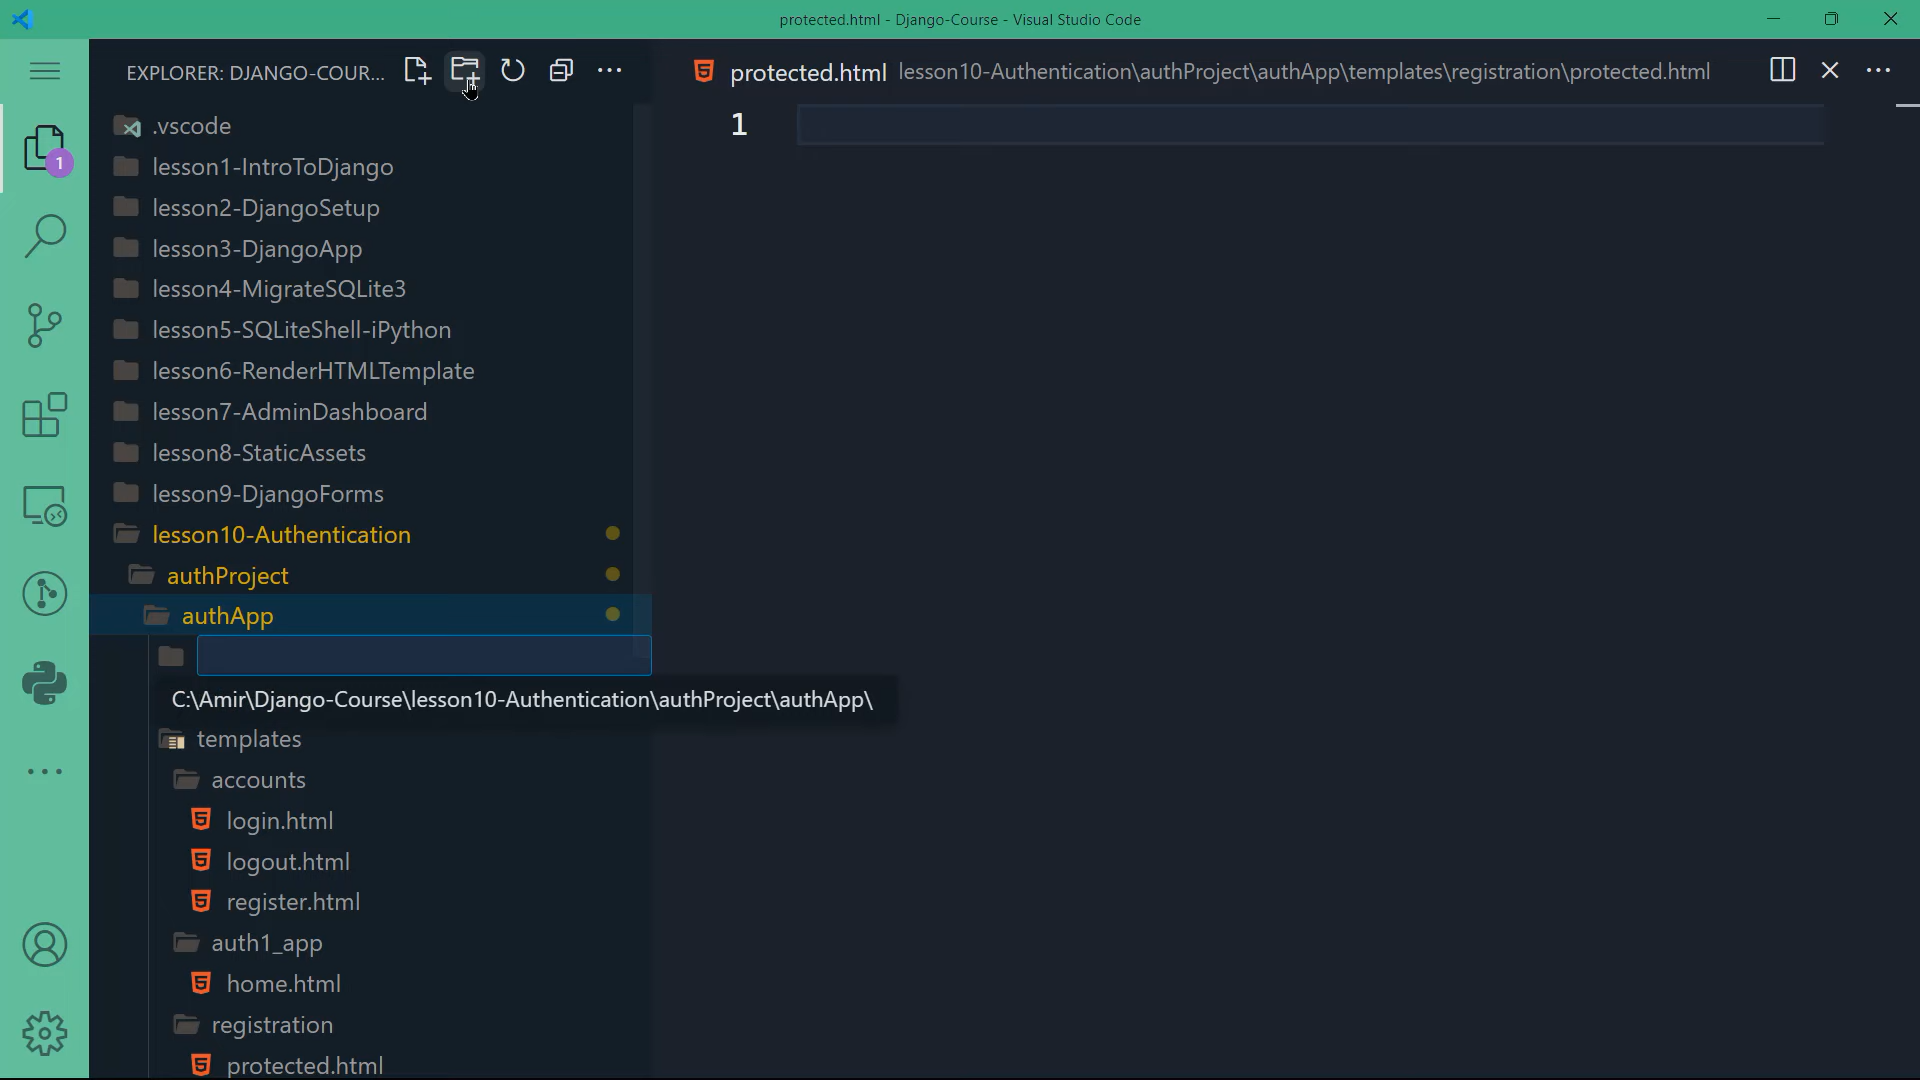 protected.html - Django-Course - Visual Studio Code
EXPLORER: DJANGO-COUR...
protected.html lesson10-Authentication\authProject\authApp\templates\registration\protected.html
1
.vscode
1
lesson1-IntroToDjango
lesson2-DjangoSetup
lesson3-DjangoApp
lesson4-MigrateSQLite3
lesson5-SQLiteShell-iPython
lesson6-RenderHTMLTemplate
lesson7-AdminDashboard
lesson8-StaticAssets
lesson9-DjangoForms
lesson10-Authentication
authProject
authApp
C:\Amir\Django-Course\lesson10-Authentication\authProject\authApp\
templates
accounts
login.html
logout.html
register.html
auth1_app
home.html
registration
protected.html